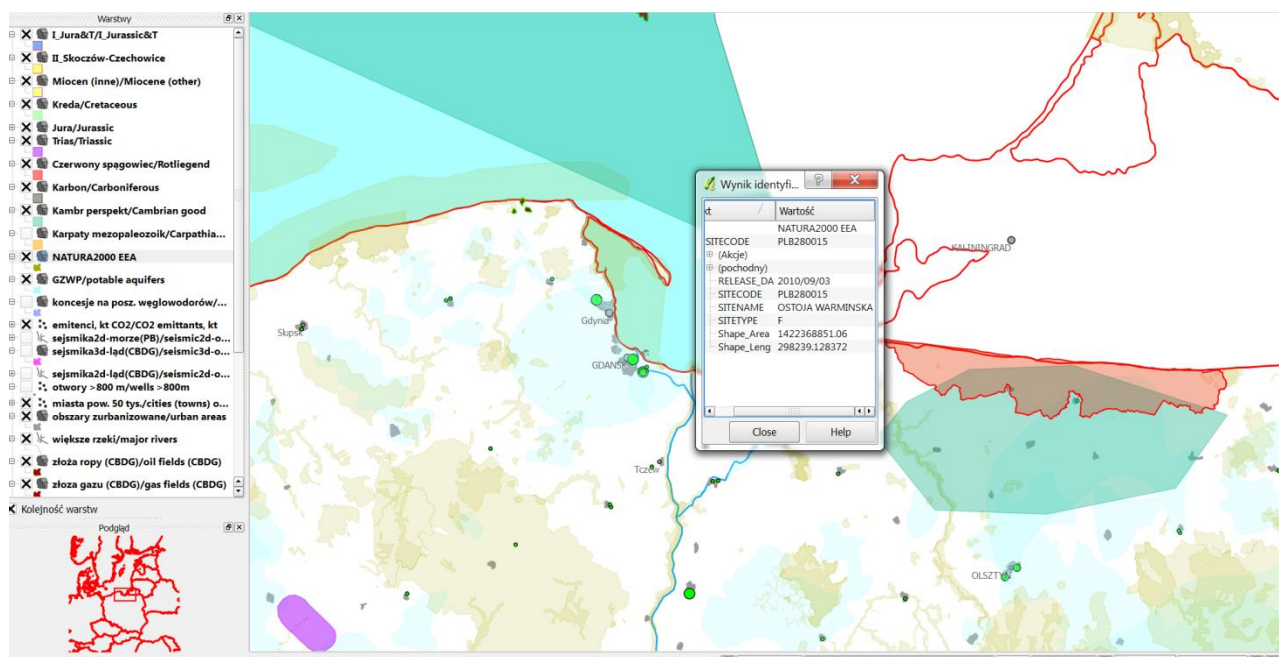 Warstwy
I_Jura&T/I_Jurassic&T
II_Skoczów-Czechowice
Miocen (inne)/Miocene (other)
Kreda/Cretaceous
Jura/Jurassic
Trias/Triassic
Czerwony spągowiec/Rotliegend
Karbon/Carboniferous
Kambr perspekt/Cambrian good
Karpaty mezopaleozoik/Carpathia...
NATURA2000 EEA
GZWP/potable aquifers
koncesje na posz. węglowodorów/...
emitenci, kt CO2/CO2 emittants, kt
sejsmika2d-morze(PB)/seismic2d-o...
sejsmika3d-ląd(CBDG)/seismic3d-o...
sejsmika2d-ląd(CBDG)/seismic2d-o...
otwory >800 m/wells >800m
miasta pow. 50 tys./cities (towns) o...
obszary zurbanizowane/urban areas
większe rzeki/major rivers
złoża ropy (CBDG)/oil fields (CBDG)
złoza gazu (CBDG)/gas fields (CBDG)
Kolejność warstw
Podgląd
Słupsk
Gdynia
GDAŃSK
Tczew
KALININGRAD
OLSZTYN
Wynik identyfi...
kt Wartość
NATURA2000 EEA
SITECODE PLB280015
(Akcje)
(pochodny)
RELEASE_DA 2010/09/03
SITECODE PLB280015
SITENAME OSTOJA WARMINSKA
SITETYPE F
Shape_Area 1422368851.06
Shape_Leng 298239.128372
Close Help